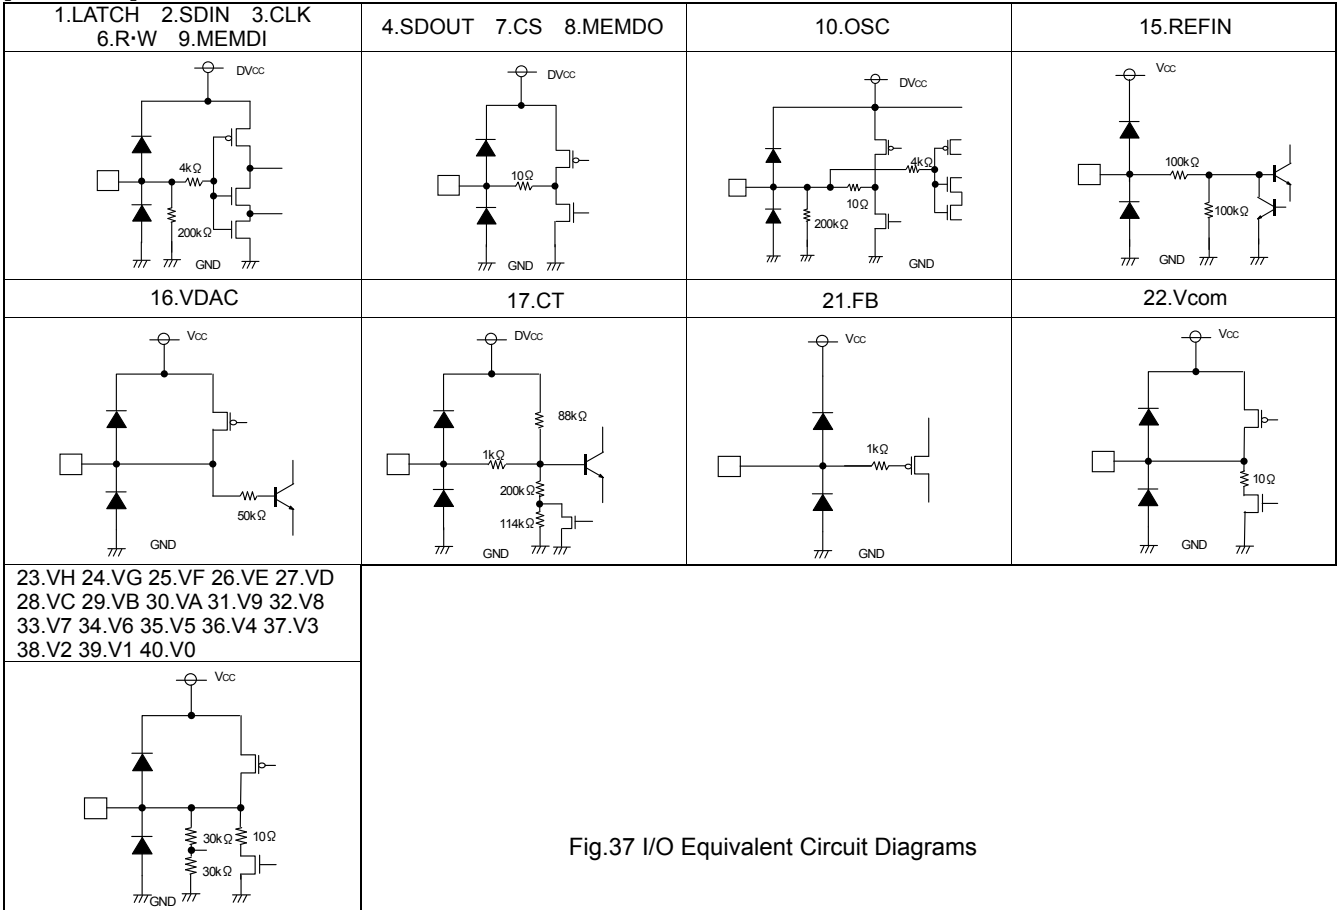 1.LATCH 2.SDIN 3.CLK
6.R·W 9.MEMDI
4.SDOUT 7.CS 8.MEMDO
10.OSC
15.REFIN
DVcc
4kΩ
200kΩ
GND
DVcc
10Ω
GND
DVcc
4kΩ
10Ω
200kΩ
GND
Vcc
100kΩ
100kΩ
GND
16.VDAC
17.CT
21.FB
22.Vcom
Vcc
50kΩ
GND
DVcc
88kΩ
1kΩ
200kΩ
114kΩ
GND
Vcc
1kΩ
GND
Vcc
10Ω
GND
23.VH 24.VG 25.VF 26.VE 27.VD
28.VC 29.VB 30.VA 31.V9 32.V8
33.V7 34.V6 35.V5 36.V4 37.V3
38.V2 39.V1 40.V0
Vcc
30kΩ 10Ω
30kΩ
GND
Fig.37 I/O Equivalent Circuit Diagrams